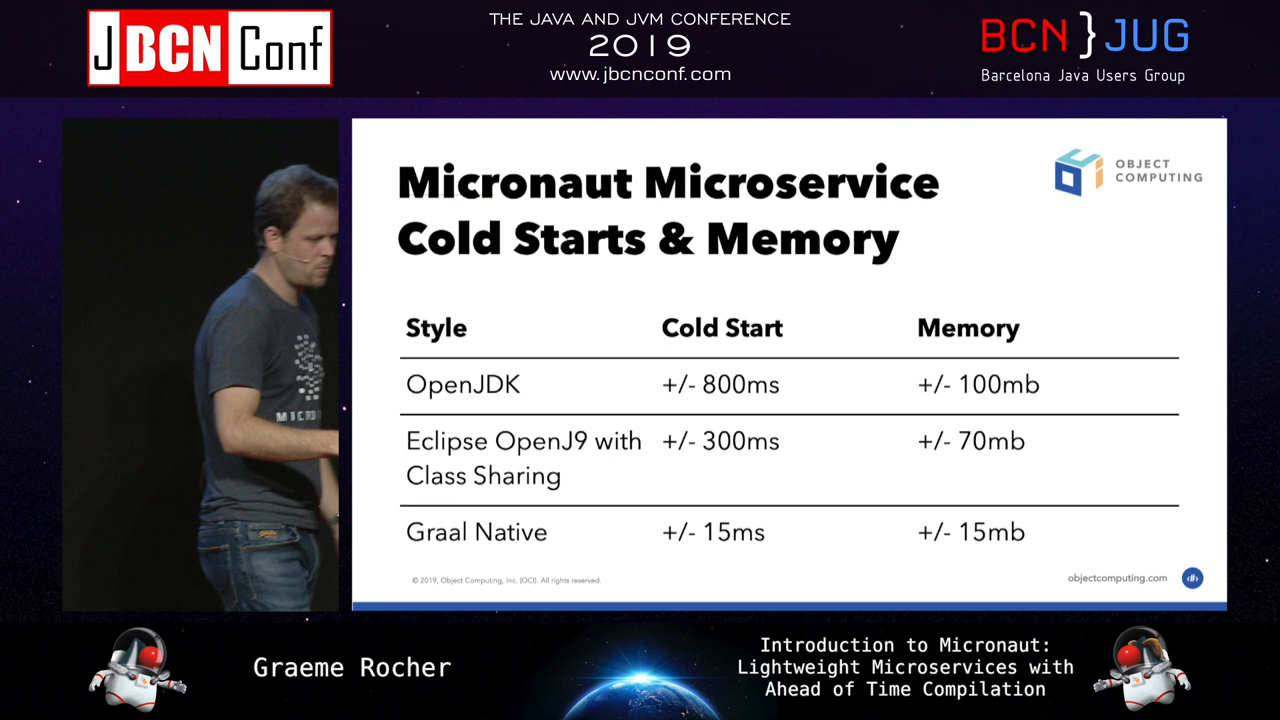 JBCNConf
THE JAVA AND JVM CONFERENCE
2019
www.jbcnconf.com
BCN}JUG
Barcelona Java Users Group
Micronaut Microservice
Cold Starts & Memory
OBJECT
COMPUTING
Style Cold Start Memory
OpenJDK +/- 800ms +/- 100mb
Eclipse OpenJ9 with +/- 300ms +/- 70mb
Class Sharing
Graal Native +/- 15ms +/- 15mb
© 2019, Object Computing, Inc. (OCI). All rights reserved.
objectcomputing.com ‹#›
Graeme Rocher
Introduction to Micronaut:
Lightweight Microservices with
Ahead of Time Compilation